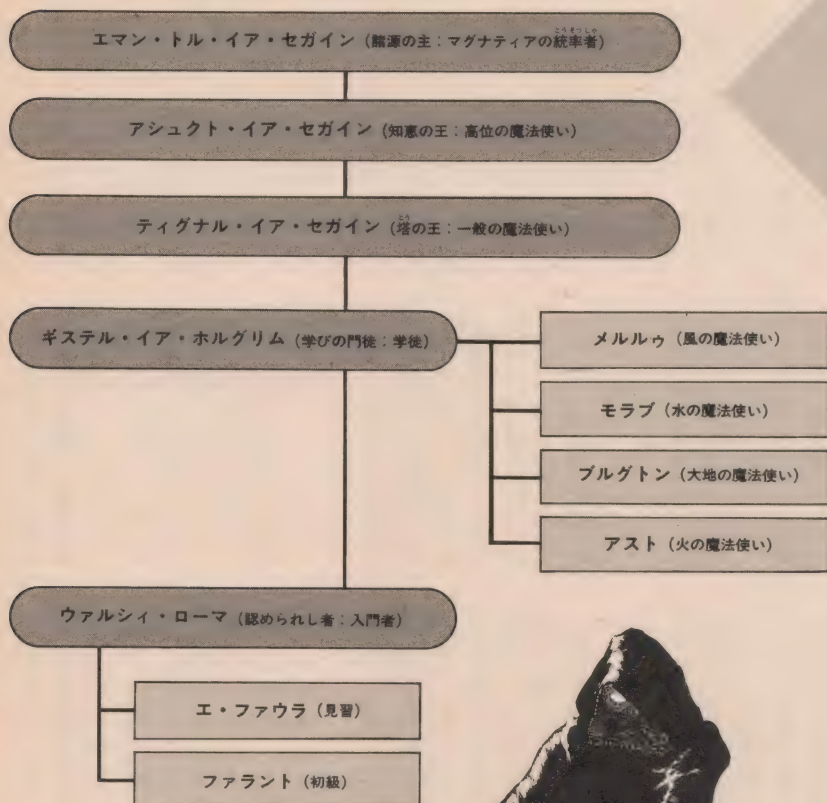 エマン・トル・イア・セガイン (龍源の主：マグナティアの統率者)
アシュクト・イア・セガイン (知恵の王：高位の魔法使い)
ティグナル・イア・セガイン (塔の王：一般の魔法使い)
ギステル・イア・ホルグリム (学びの門徒：学徒)
メルルゥ (風の魔法使い)
モラブ (水の魔法使い)
ブルグトン (大地の魔法使い)
アスト (火の魔法使い)
ウァルシィ・ローマ (認められし者：入門者)
エ・ファウラ (見習)
ファラント (初級)